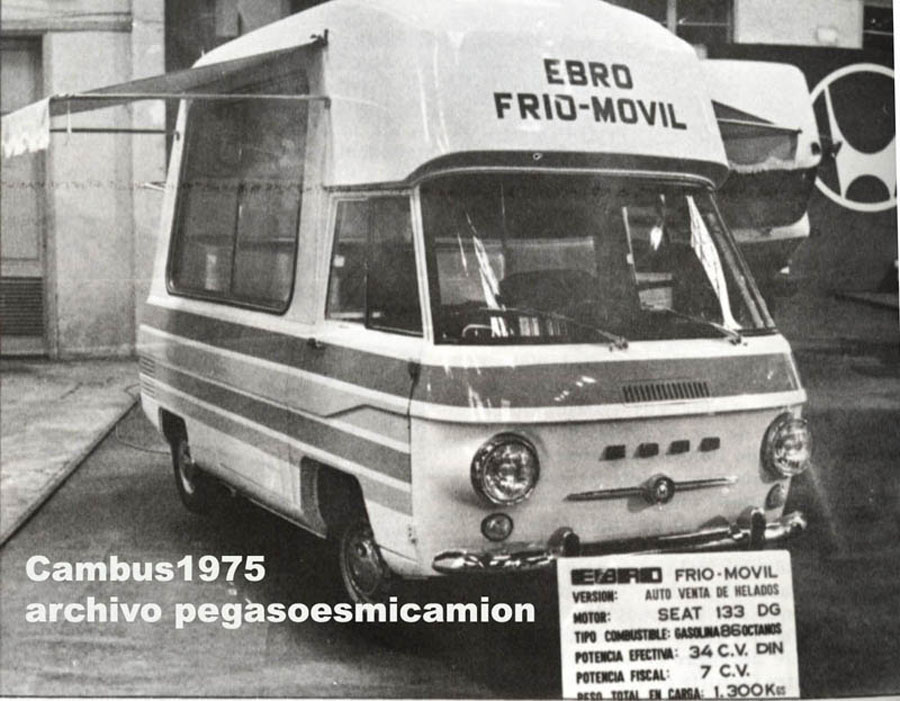 EBRO
FRIO-MOVIL
EBRO
Cambus1975
archivo pegasoesmicamion
EBRO FRIO-MOVIL
VERSION: AUTO VENTA DE HELADOS
MOTOR: SEAT 133 DG
TIPO COMBUSTIBLE: GASOLINA 86 OCTANOS
POTENCIA EFECTIVA: 34 C.V. DIN
POTENCIA FISCAL: 7 C.V.
PESO TOTAL EN CARGA: 1.300 KGS